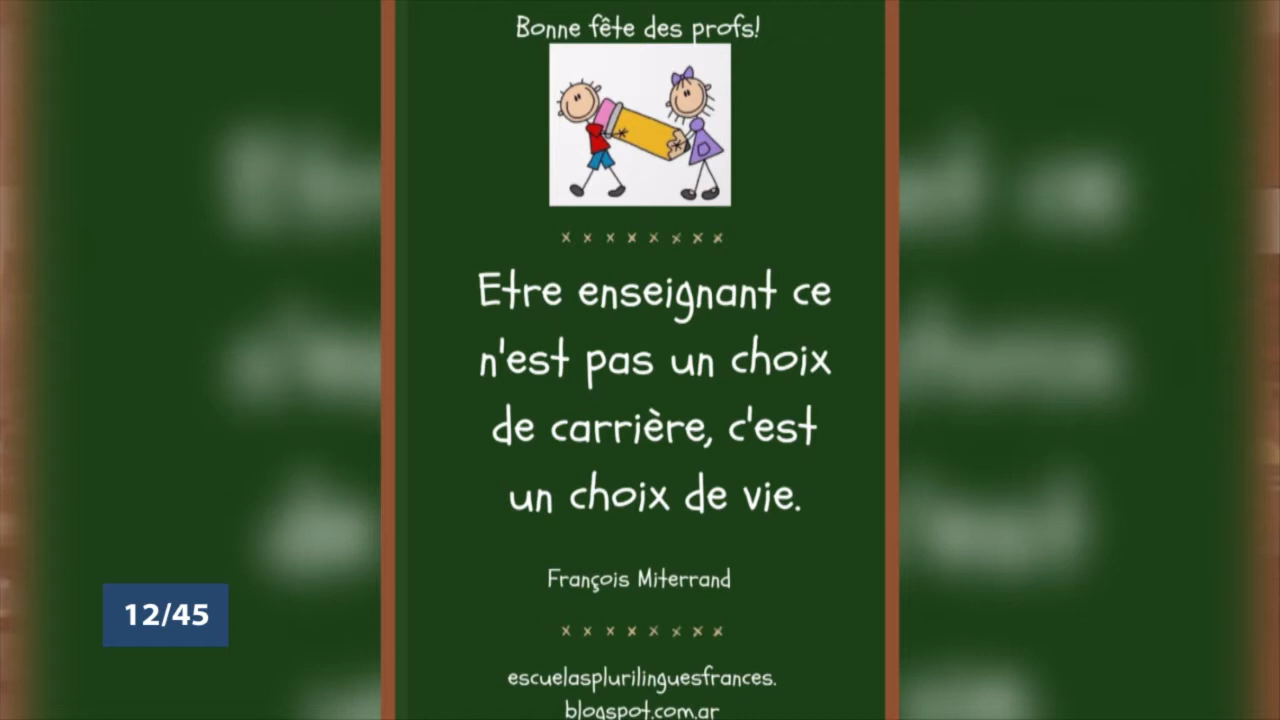 Bonne fête des profs!
x x x x x x x x
Etre enseignant ce
n'est pas un choix
de carrière, c'est
un choix de vie.
François Miterrand
x x x x x x x x
escuelasplurilinguesfrances.
blogspot.com.ar
12/45